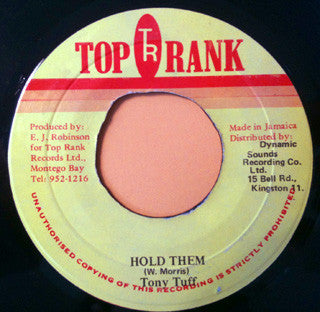 TOP TR RANK
Produced by:
E. J. Robinson
for Top Rank
Records Ltd.,
Montego Bay
Tel: 952-1216
Made in Jamaica
Distributed by:
Dynamic
Sounds
Recording Co.
Ltd.
15 Bell Rd.,
Kingston 11.
HOLD THEM
(W. Morris)
Tony Tuff
UNAUTHORISED COPYING OF THIS RECORDING IS STRICTLY PROHIBITED